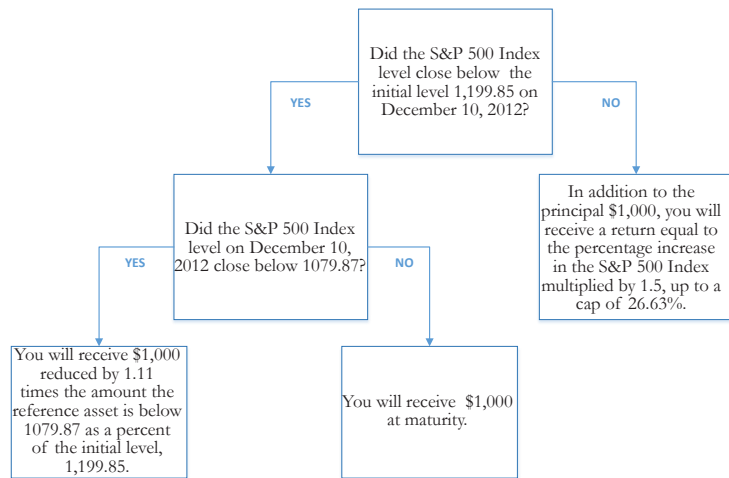 Did the S&P 500 Index
level close below the
initial level 1,199.85 on
December 10, 2012?
YES
NO
Did the S&P 500 Index
level on December 10,
2012 close below 1079.87?
In addition to the
principal $1,000, you will
receive a return equal to
the percentage increase
in the S&P 500 Index
multiplied by 1.5, up to a
cap of 26.63%.
YES
NO
You will receive $1,000
reduced by 1.11
times the amount the
reference asset is below
1079.87 as a percent
of the initial level,
1,199.85.
You will receive $1,000
at maturity.